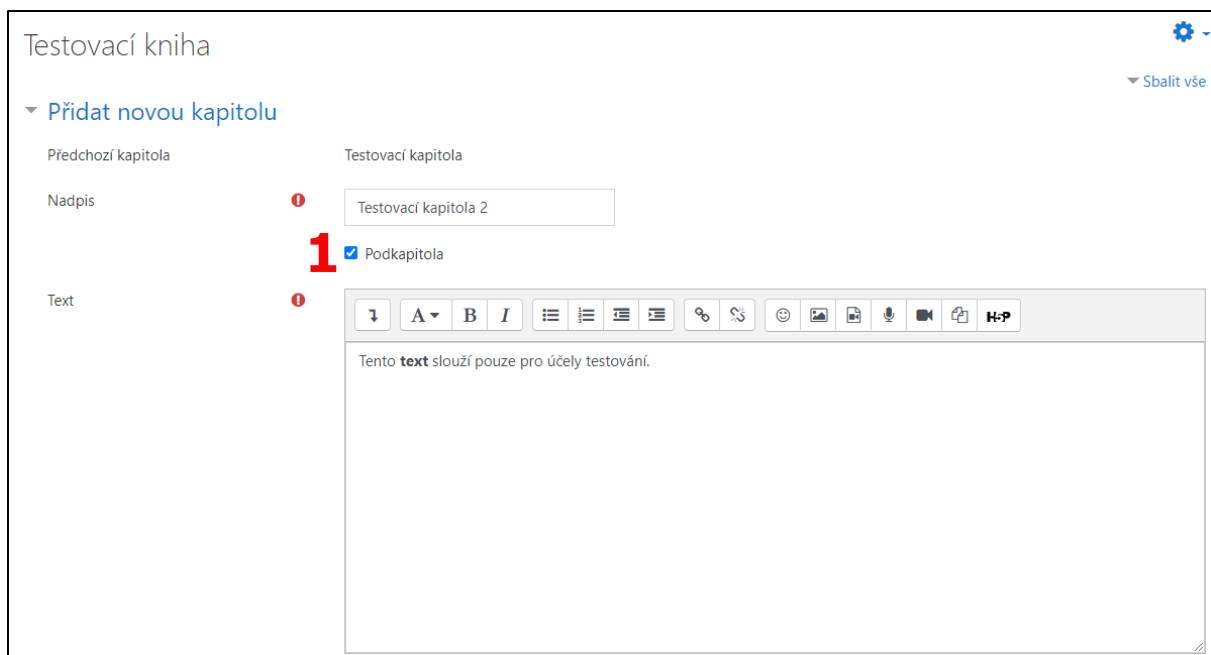 Testovací kniha
Sbalit vše
Přidat novou kapitolu
Předchozí kapitola Testovací kapitola
Nadpis Testovací kapitola 2
1 Podkapitola
Text
A B I H5P
Tento text slouží pouze pro účely testování.